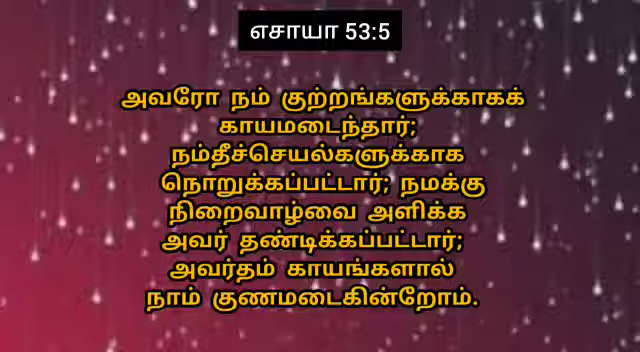 எசாயா 53:5
அவரோ நம் குற்றங்களுக்காகக்
காயமடைந்தார்;
நம்தீச்செயல்களுக்காக
நொறுக்கப்பட்டார்; நமக்கு
நிறைவாழ்வை அளிக்க
அவர் தண்டிக்கப்பட்டார்;
அவர்தம் காயங்களால்
நாம் குணமடைகின்றோம்.